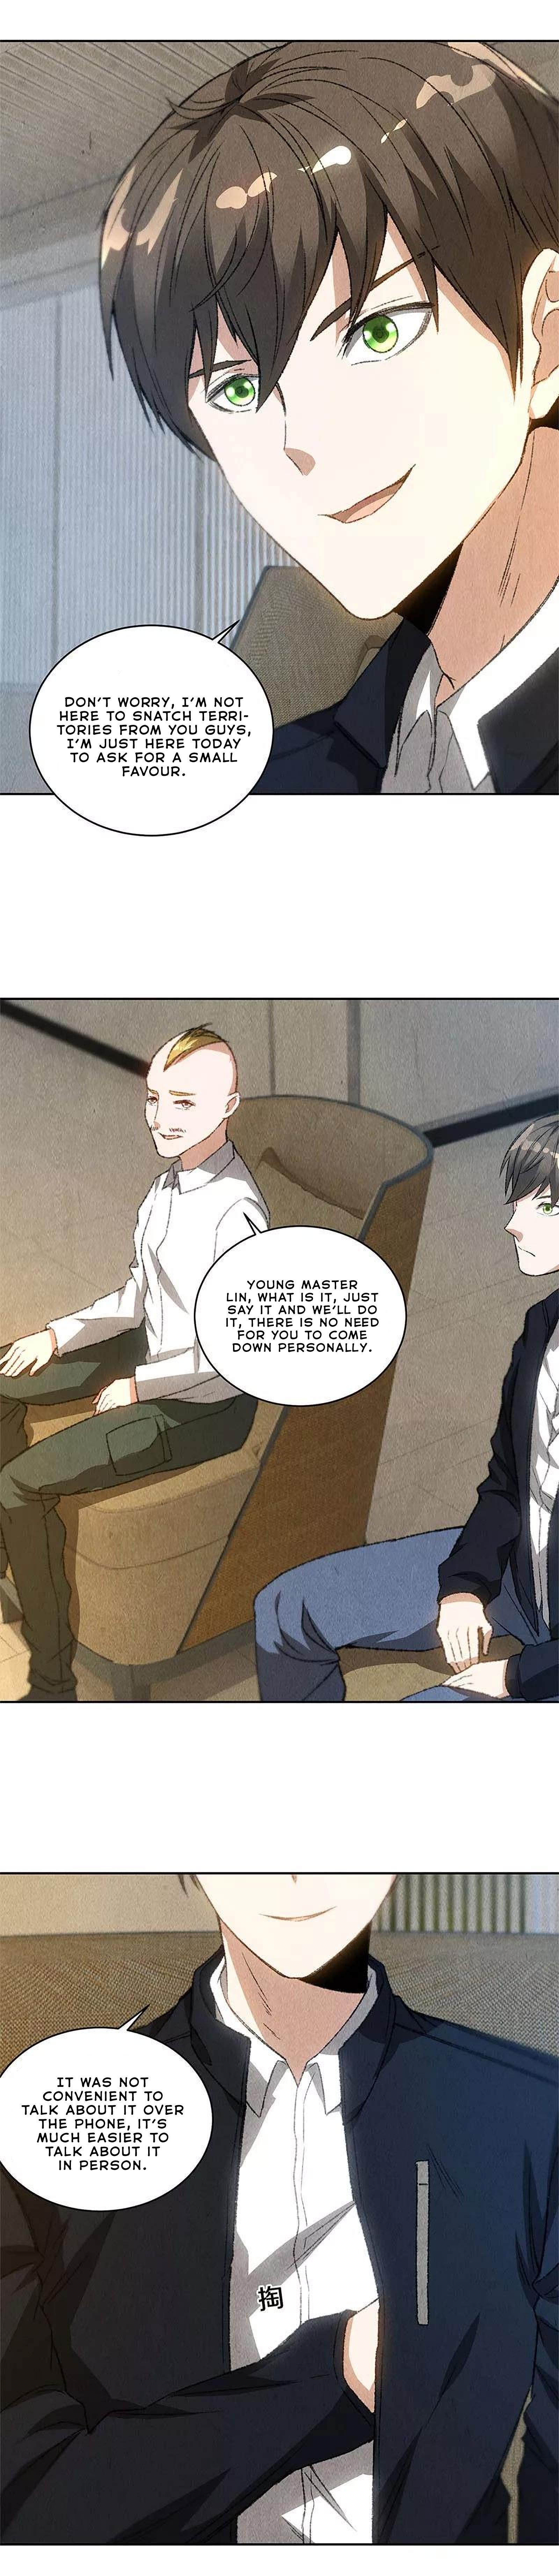 DON'T WORRY, I'M NOT
HERE TO SNATCH TERRI-
TORIES FROM YOU GUYS,
I'M JUST HERE TODAY
TO ASK FOR A SMALL
FAVOUR.
YOUNG MASTER
LIN, WHAT IS IT, JUST
SAY IT AND WE'LL DO
IT, THERE IS NO NEED
FOR YOU TO COME
DOWN PERSONALLY.
IT WAS NOT
CONVENIENT TO
TALK ABOUT IT OVER
THE PHONE, IT'S
MUCH EASIER TO
TALK ABOUT IT
IN PERSON.
掏